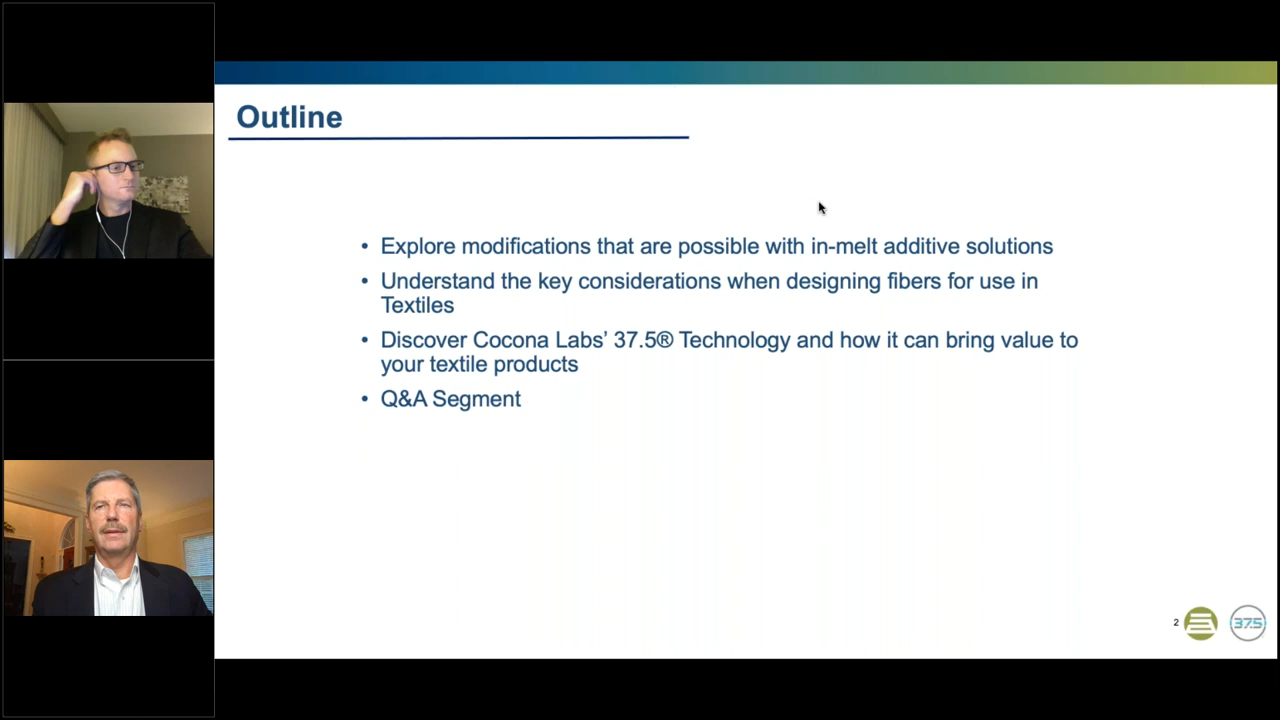 Outline
• Explore modifications that are possible with in-melt additive solutions
• Understand the key considerations when designing fibers for use in
Textiles
• Discover Cocona Labs’ 37.5® Technology and how it can bring value to
your textile products
• Q&A Segment
2
37.5